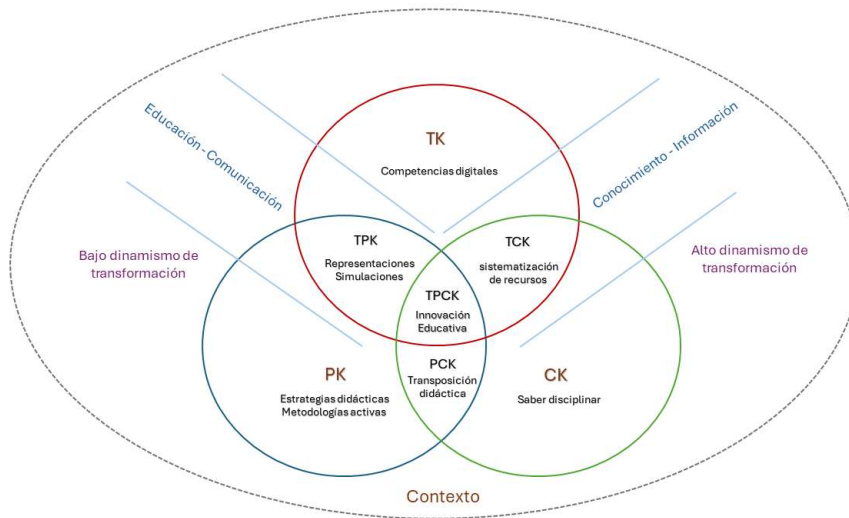 TK
Competencias digitales
Educación - Comunicación
Conocimiento - Información
Bajo dinamismo de
transformación
Alto dinamismo de
transformación
TPK
Representaciones
Simulaciones
TCK
sistematización
de recursos
TPCK
Innovación
Educativa
PK
Estrategias didácticas
Metodologías activas
PCK
Transposición
didáctica
CK
Saber disciplinar
Contexto